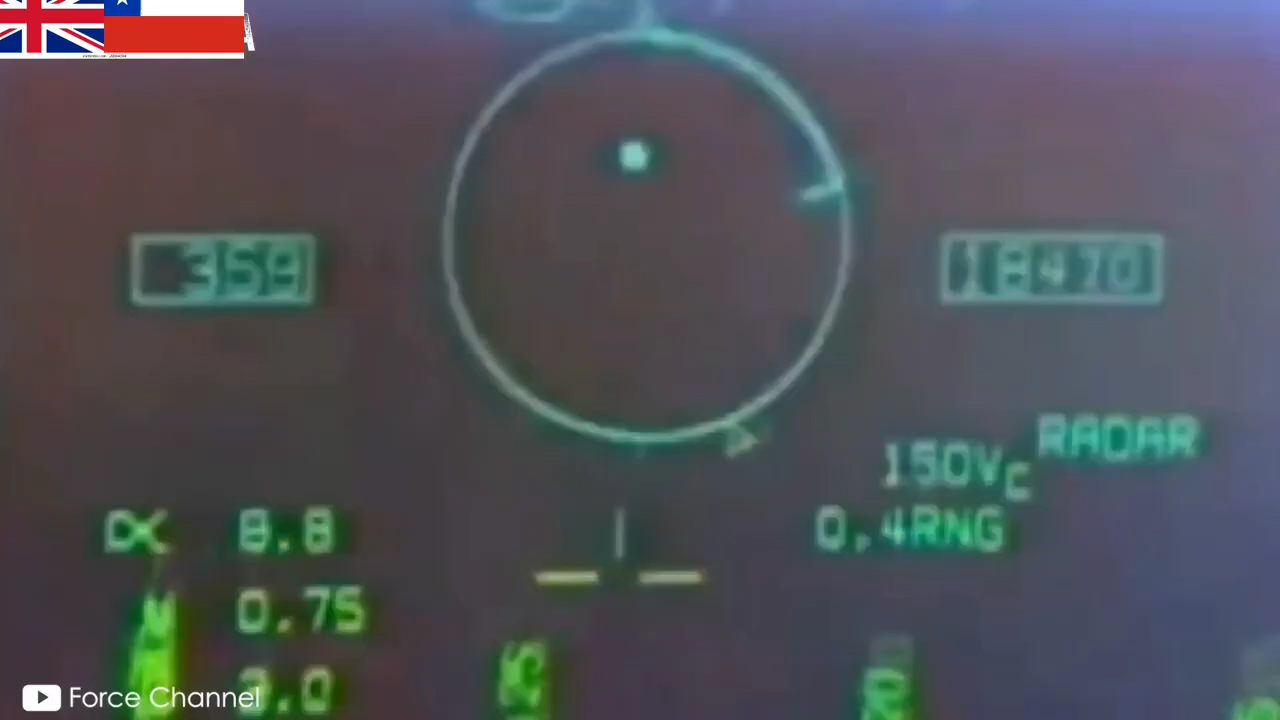 359
18470
RADAR
150VC
0.4RNG
α 8.8
M 0.75
3.0
Force Channel